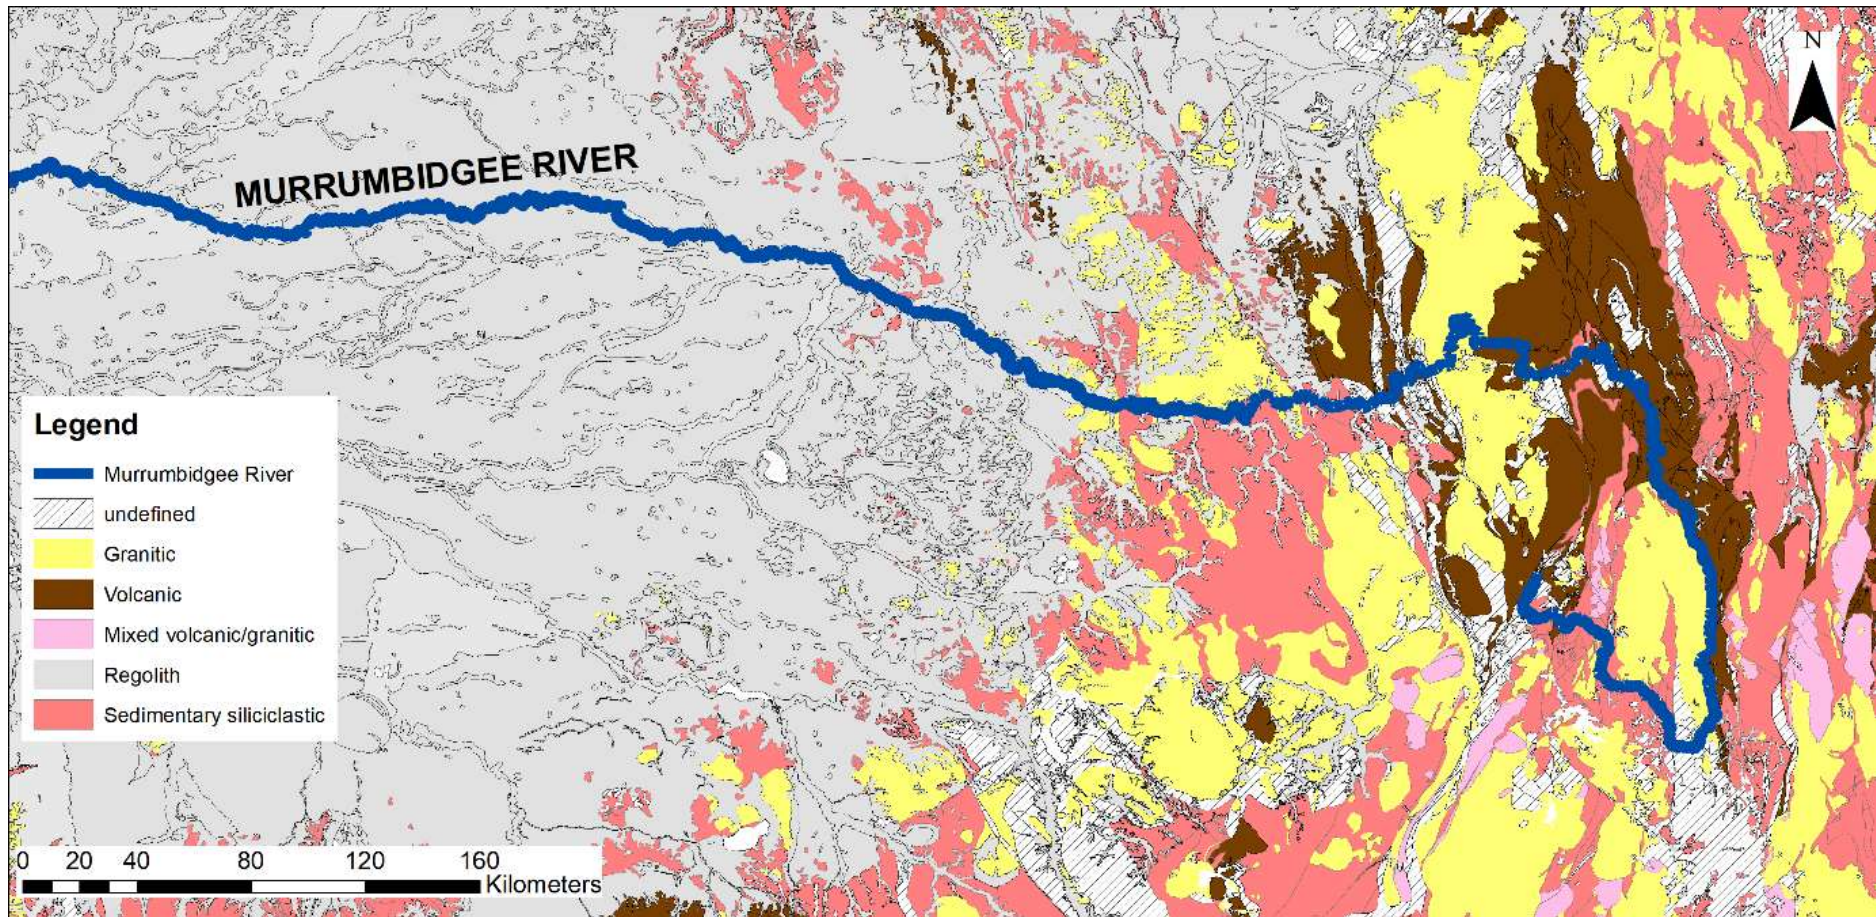 N
MURRUMBIDGEE RIVER
Legend
Murrumbidgee River
undefined
Granitic
Volcanic
Mixed volcanic/granitic
Regolith
Sedimentary siliciclastic
0 20 40 80 120 160
Kilometers